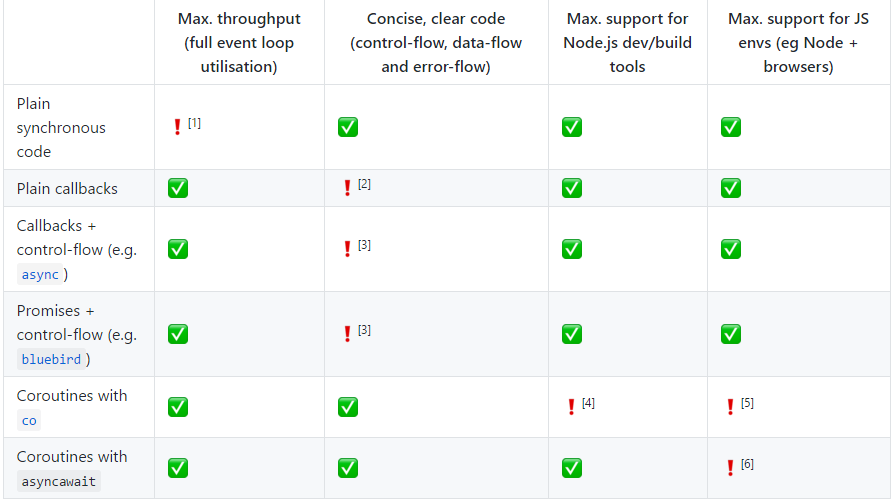 Max. throughput
(full event loop
utilisation)
Concise, clear code
(control-flow, data-flow
and error-flow)
Max. support for
Node.js dev/build
tools
Max. support for JS
envs (eg Node +
browsers)
Plain
synchronous
code
❗ [1]
✅
✅
✅
Plain callbacks
✅
❗ [2]
✅
✅
Callbacks +
control-flow (e.g.
async )
✅
❗ [3]
✅
✅
Promises +
control-flow (e.g.
bluebird )
✅
❗ [3]
✅
✅
Coroutines with
co
✅
✅
❗ [4]
❗ [5]
Coroutines with
asyncawait
✅
✅
✅
❗ [6]